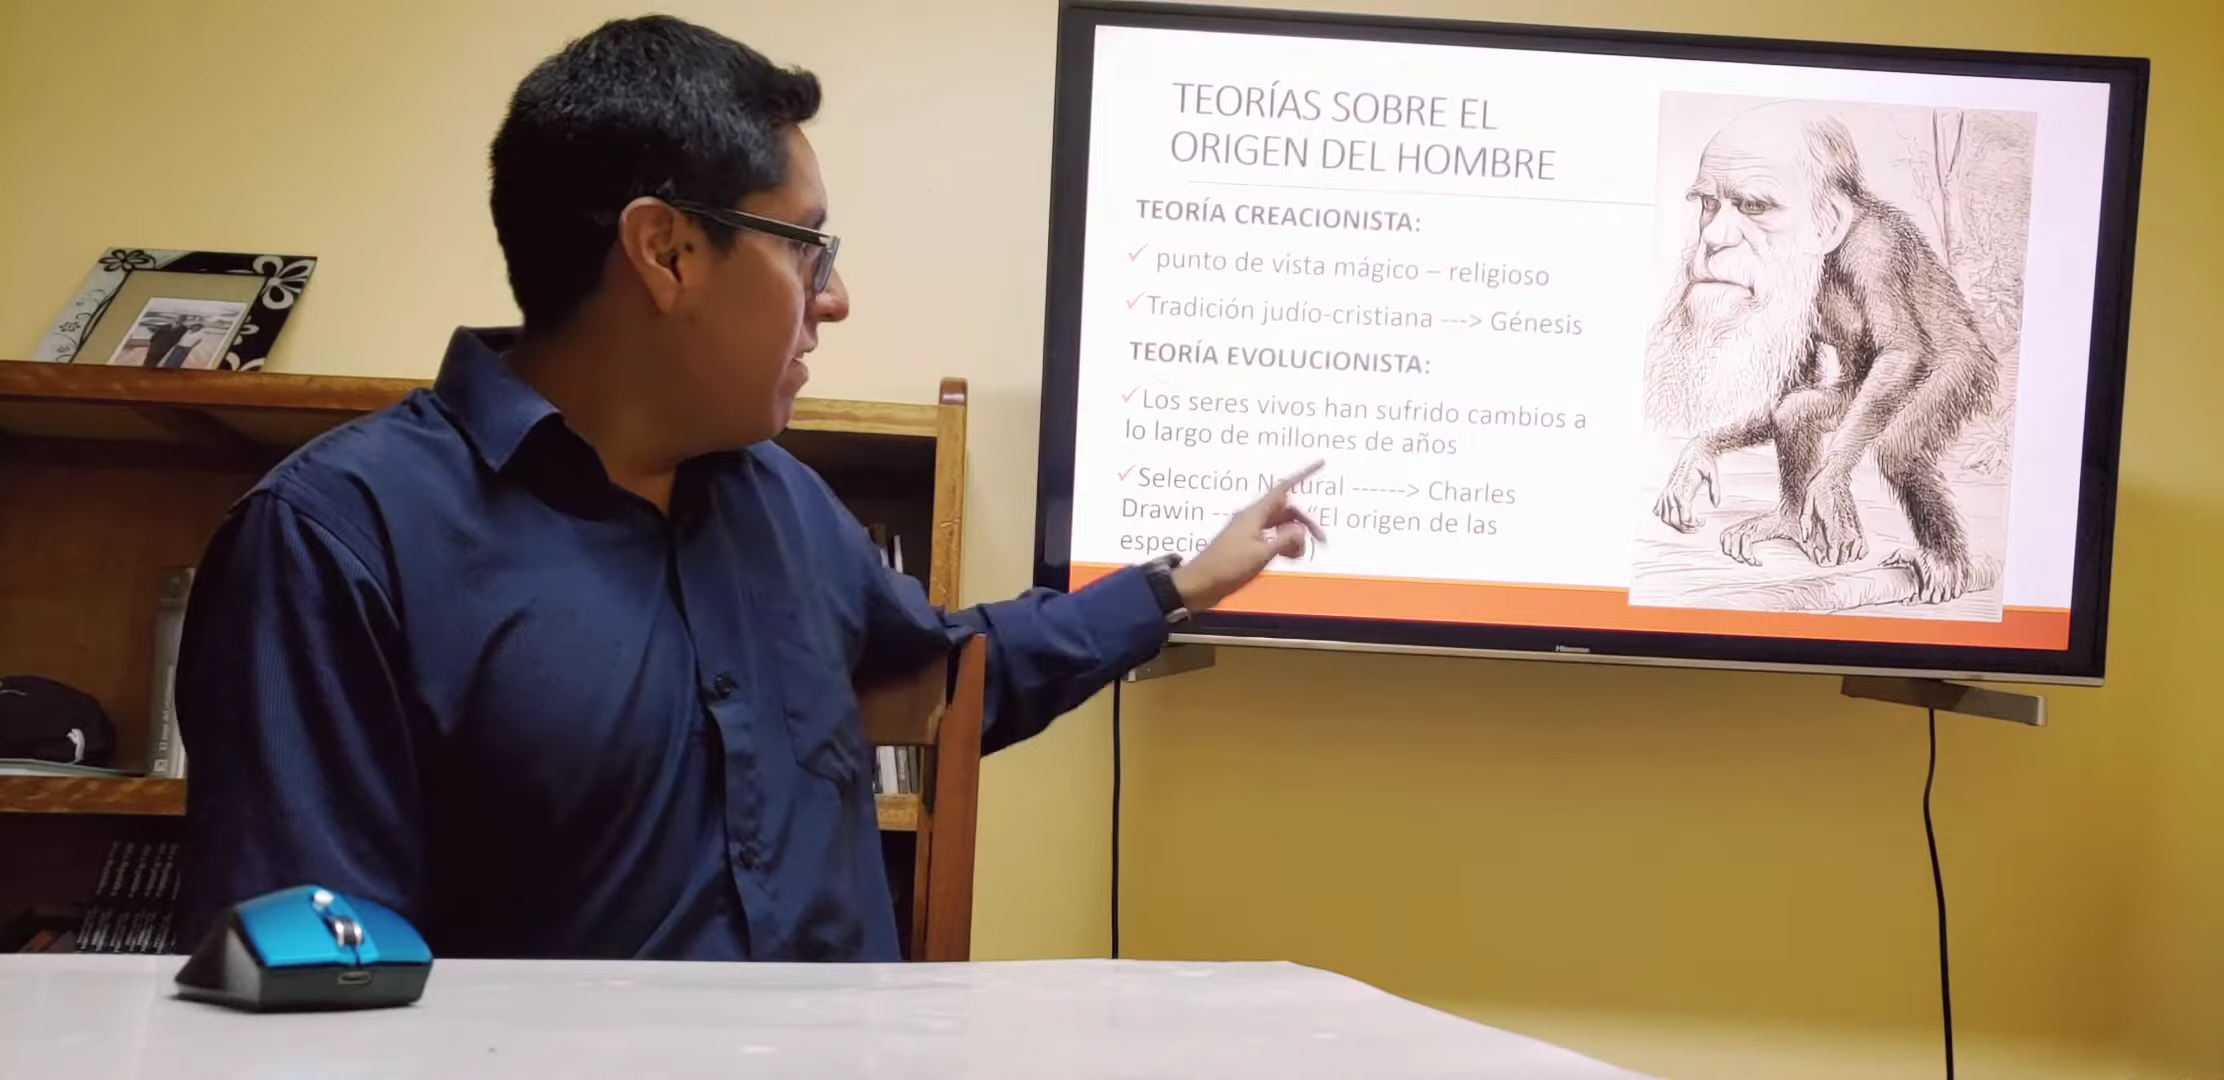 TEORÍAS SOBRE EL
ORIGEN DEL HOMBRE
TEORÍA CREACIONISTA:
✓ punto de vista mágico – religioso
✓Tradición judío-cristiana ---> Génesis
TEORÍA EVOLUCIONISTA:
✓Los seres vivos han sufrido cambios a
lo largo de millones de años
✓Selección Natural ------> Charles
Drawin "El origen de las
Hisense